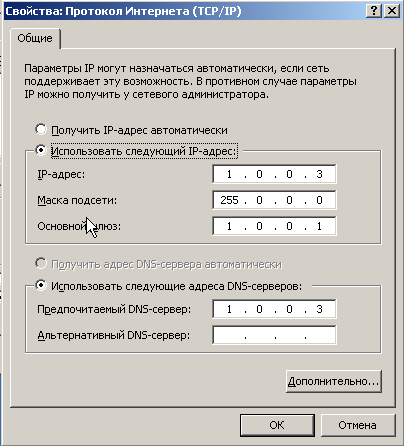 Свойства: Протокол Интернета (TCP/IP)
Общие
Параметры IP могут назначаться автоматически, если сеть
поддерживает эту возможность. В противном случае параметры
IP можно получить у сетевого администратора.
Получить IP-адрес автоматически
Использовать следующий IP-адрес:
IP-адрес: 1 . 0 . 0 . 3
Маска подсети: 255 . 0 . 0 . 0
Основной шлюз: 1 . 0 . 0 . 1
Получить адрес DNS-сервера автоматически
Использовать следующие адреса DNS-серверов:
Предпочитаемый DNS-сервер: 1 . 0 . 0 . 3
Альтернативный DNS-сервер: . . .
Дополнительно...
OK Отмена